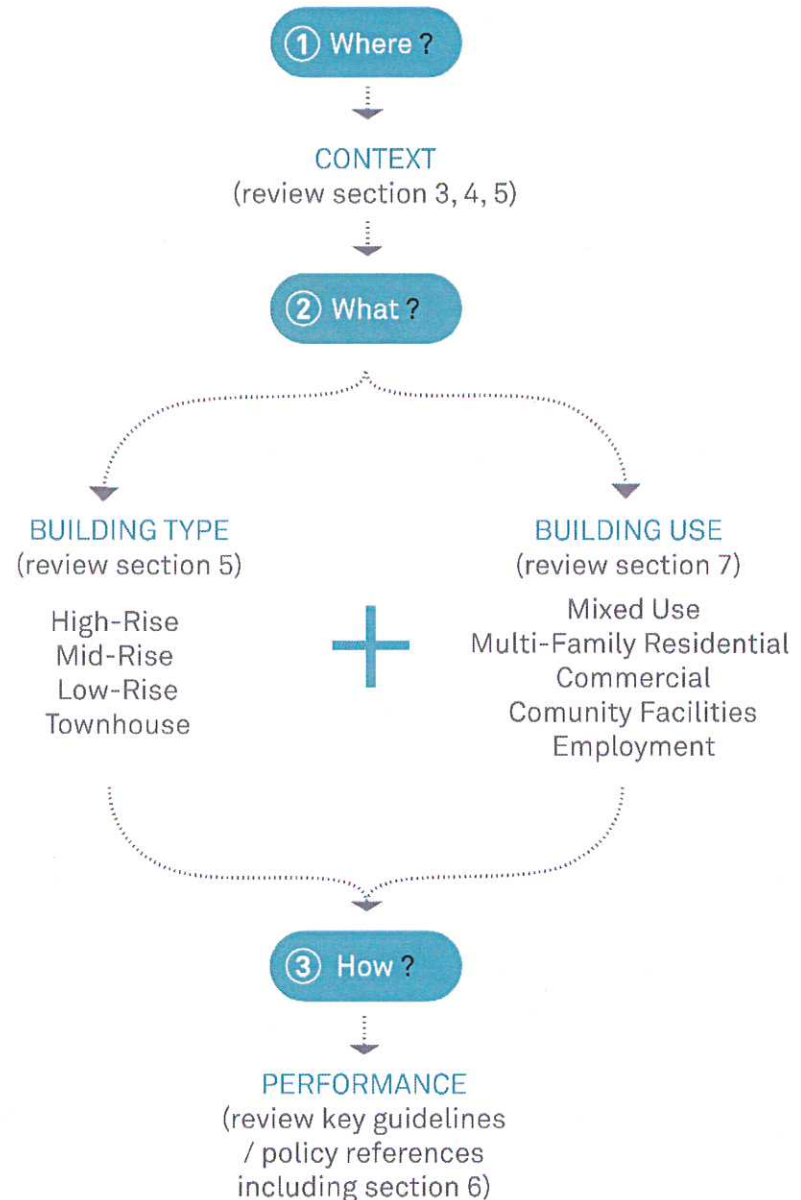 ① Where ?
CONTEXT
(review section 3, 4, 5)
② What ?
BUILDING TYPE
(review section 5)
High-Rise
Mid-Rise
Low-Rise
Townhouse
+
BUILDING USE
(review section 7)
Mixed Use
Multi-Family Residential
Commercial
Comunity Facilities
Employment
③ How ?
PERFORMANCE
(review key guidelines
/ policy references
including section 6)